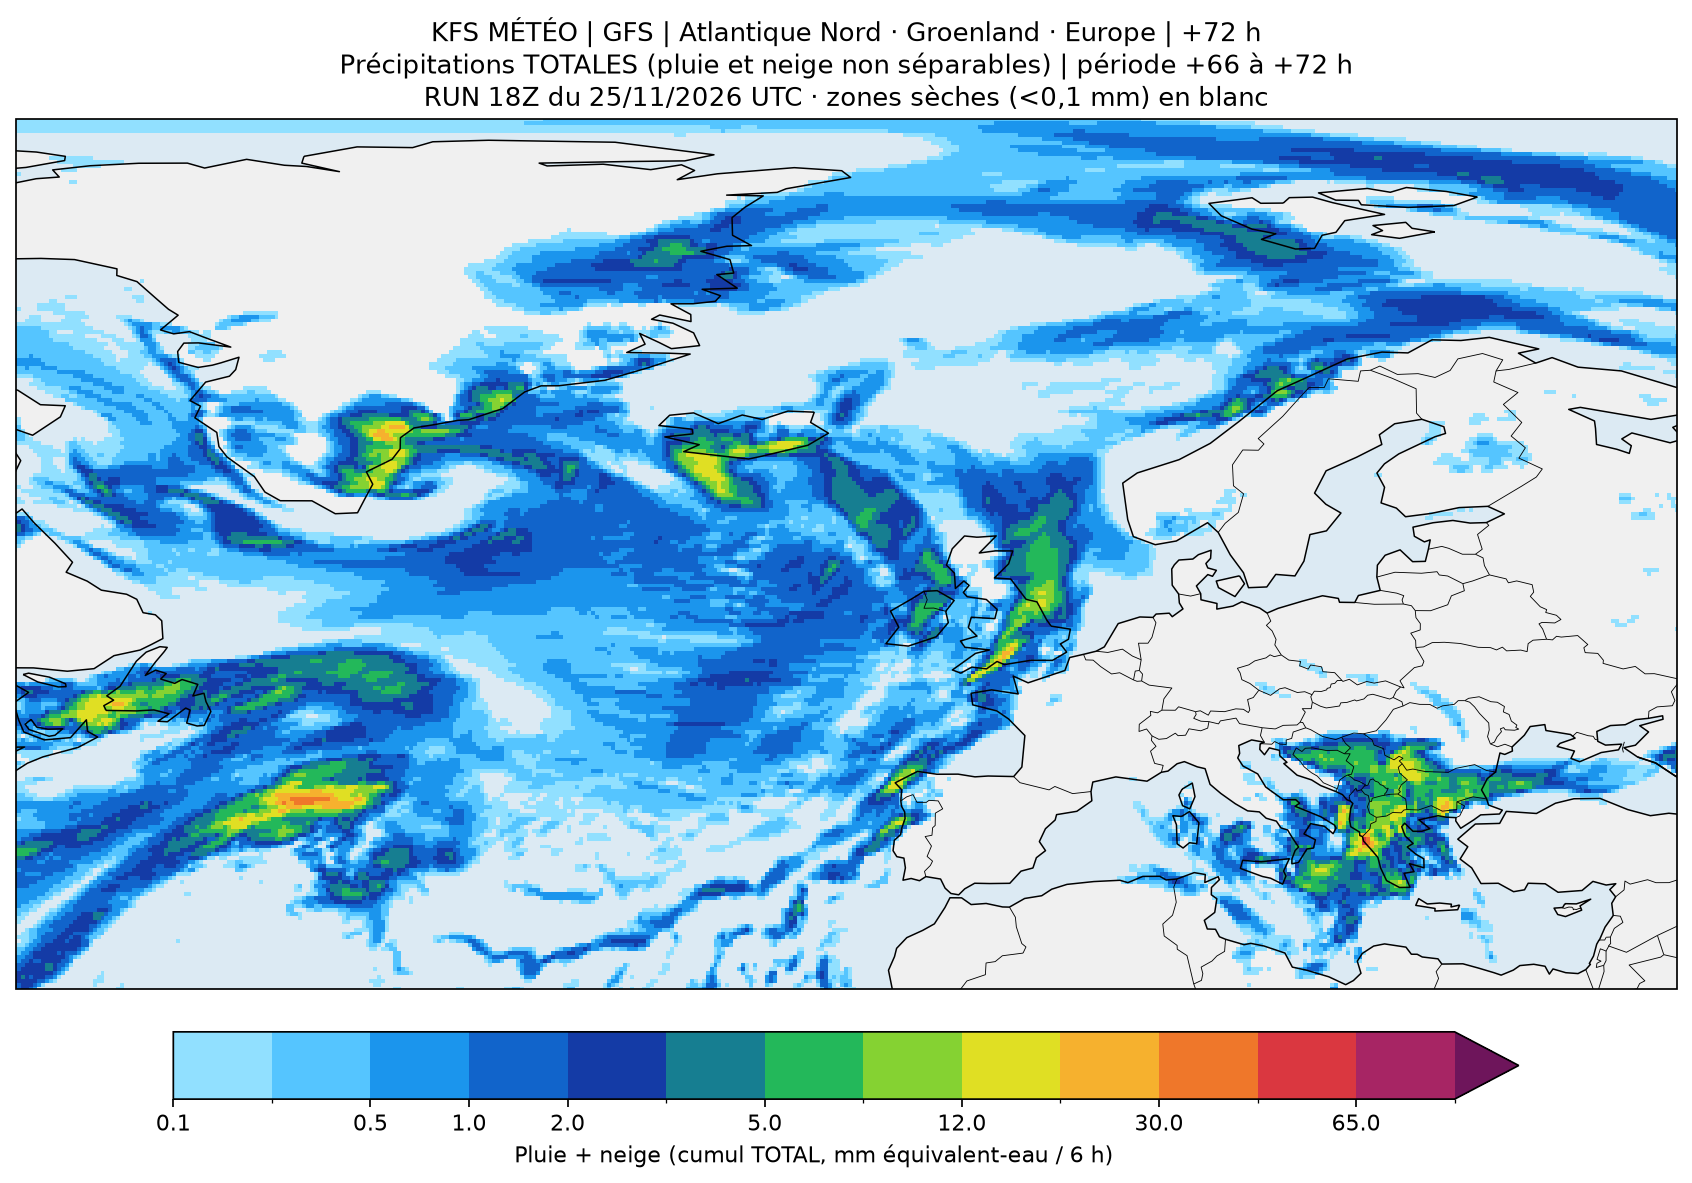 KFS MÉTÉO | GFS | Atlantique Nord · Groenland · Europe | +72 h
Précipitations TOTALES (pluie et neige non séparables) | période +66 à +72 h
RUN 18Z du 25/11/2026 UTC · zones sèches (<0,1 mm) en blanc
0.1 0.5 1.0 2.0 5.0 12.0 30.0 65.0
Pluie + neige (cumul TOTAL, mm équivalent-eau / 6 h)